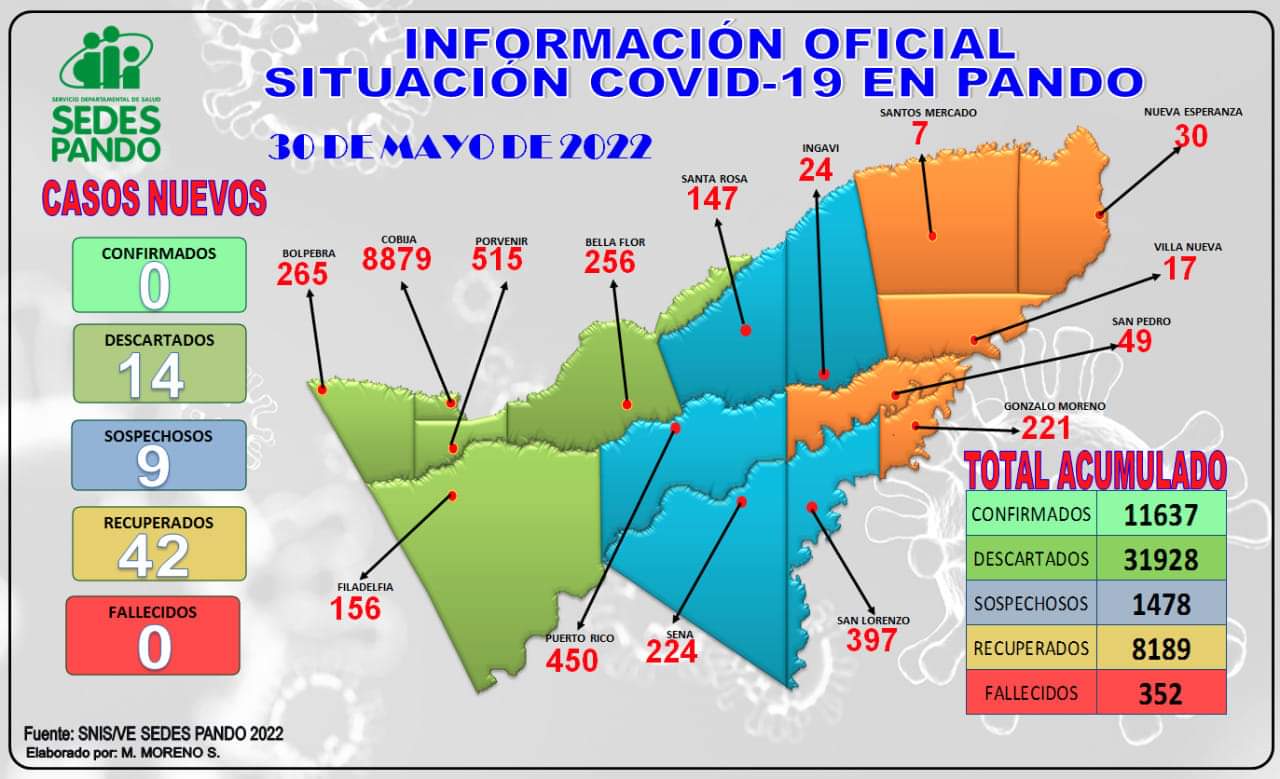 INFORMACIÓN OFICIAL
SITUACIÓN COVID-19 EN PANDO
30 DE MAYO DE 2022
SERVICIO DEPARTAMENTAL DE SALUD
SEDES
PANDO
CASOS NUEVOS
CONFIRMADOS
0
DESCARTADOS
14
SOSPECHOSOS
9
RECUPERADOS
42
FALLECIDOS
0
BOLPEBRA
265
COBIJA
8879
PORVENIR
515
BELLA FLOR
256
SANTA ROSA
147
INGAVI
24
SANTOS MERCADO
7
NUEVA ESPERANZA
30
VILLA NUEVA
17
SAN PEDRO
49
GONZALO MORENO
221
FILADELFIA
156
PUERTO RICO
450
SENA
224
SAN LORENZO
397
TOTAL ACUMULADO
CONFIRMADOS 11637
DESCARTADOS 31928
SOSPECHOSOS 1478
RECUPERADOS 8189
FALLECIDOS 352
Fuente: SNIS/VE SEDES PANDO 2022
Elaborado por: M. MORENO S.